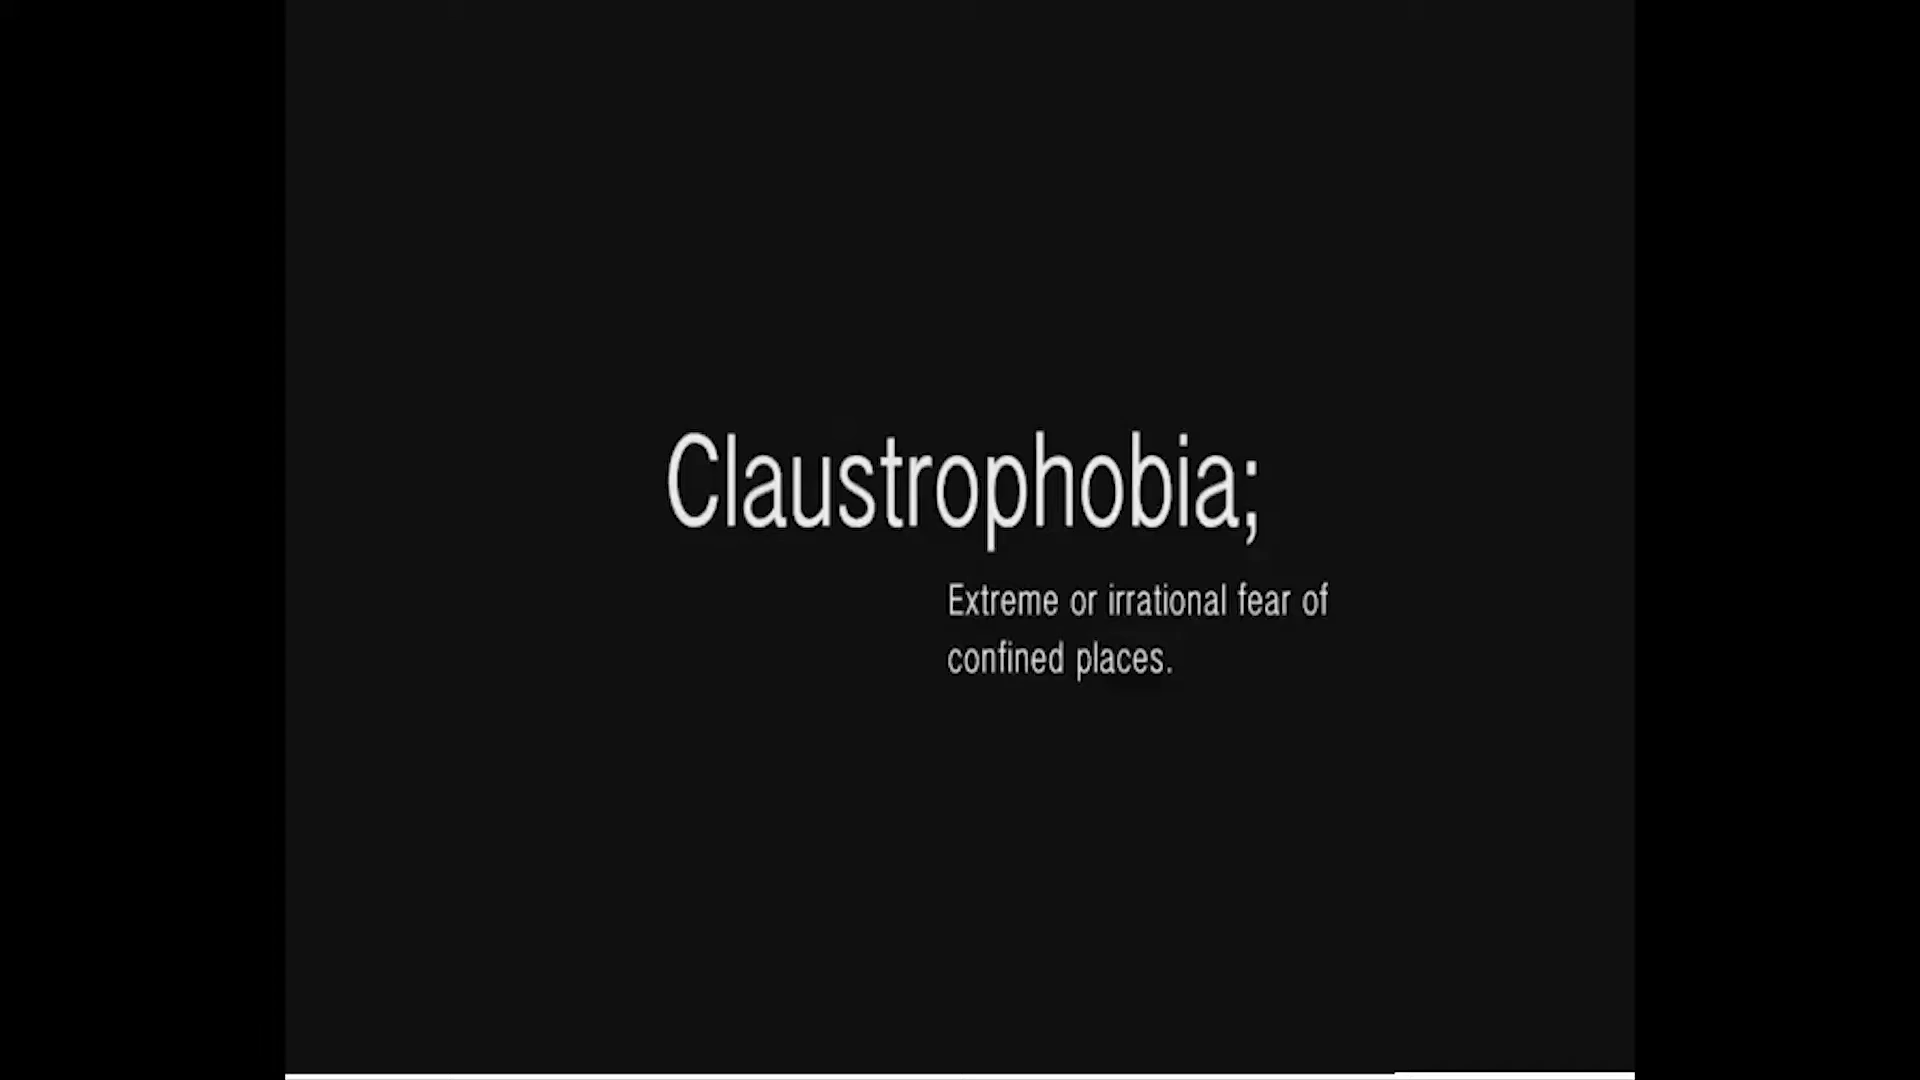 Claustrophobia;
Extreme or irrational fear of
confined places.